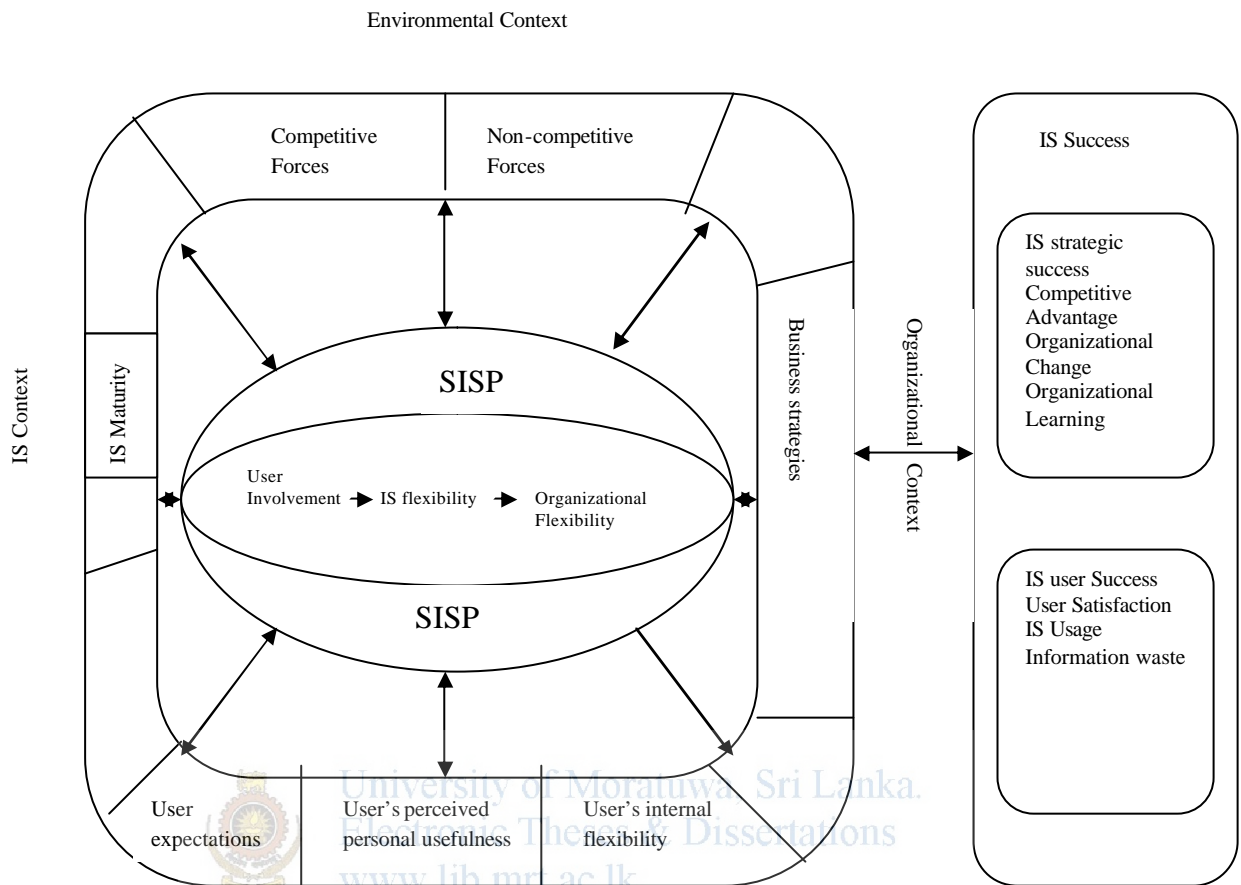 Environmental Context
Competitive
Forces
Non-competitive
Forces
IS Success
IS strategic
success
Competitive
Advantage
Organizational
Change
Organizational
Learning
IS Context
IS Maturity
SISP
User
Involvement
IS flexibility
Organizational
Flexibility
SISP
Business strategies
Organizational Context
IS user Success
User Satisfaction
IS Usage
Information waste
User
expectations
User's perceived
personal usefulness
User's internal
flexibility
University of Moratuwa, Sri Lanka.
Electronic Theses & Dissertations
www.lib.mrt.ac.lk